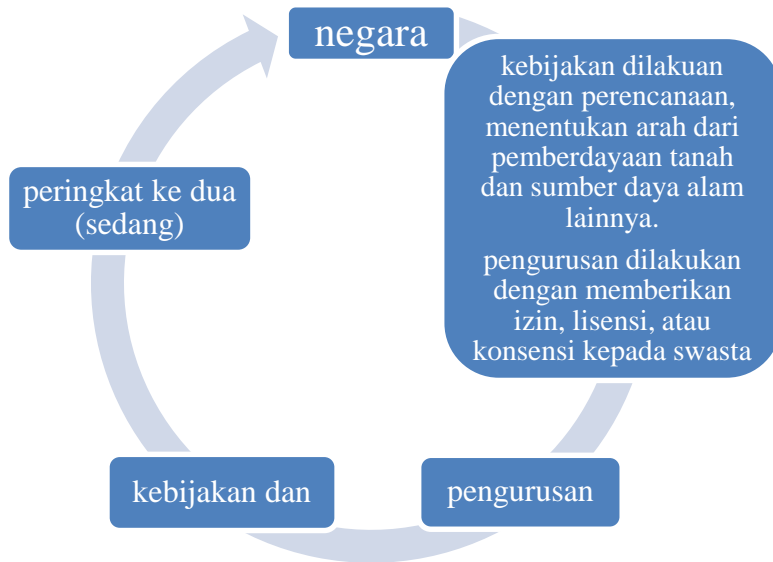 negara
kebijakan dilakuan
dengan perencanaan,
menentukan arah dari
pemberdayaan tanah
dan sumber daya alam
lainnya.
pengurusan dilakukan
dengan memberikan
izin, lisensi, atau
konsensi kepada swasta
pengurusan
kebijakan dan
peringkat ke dua
(sedang)